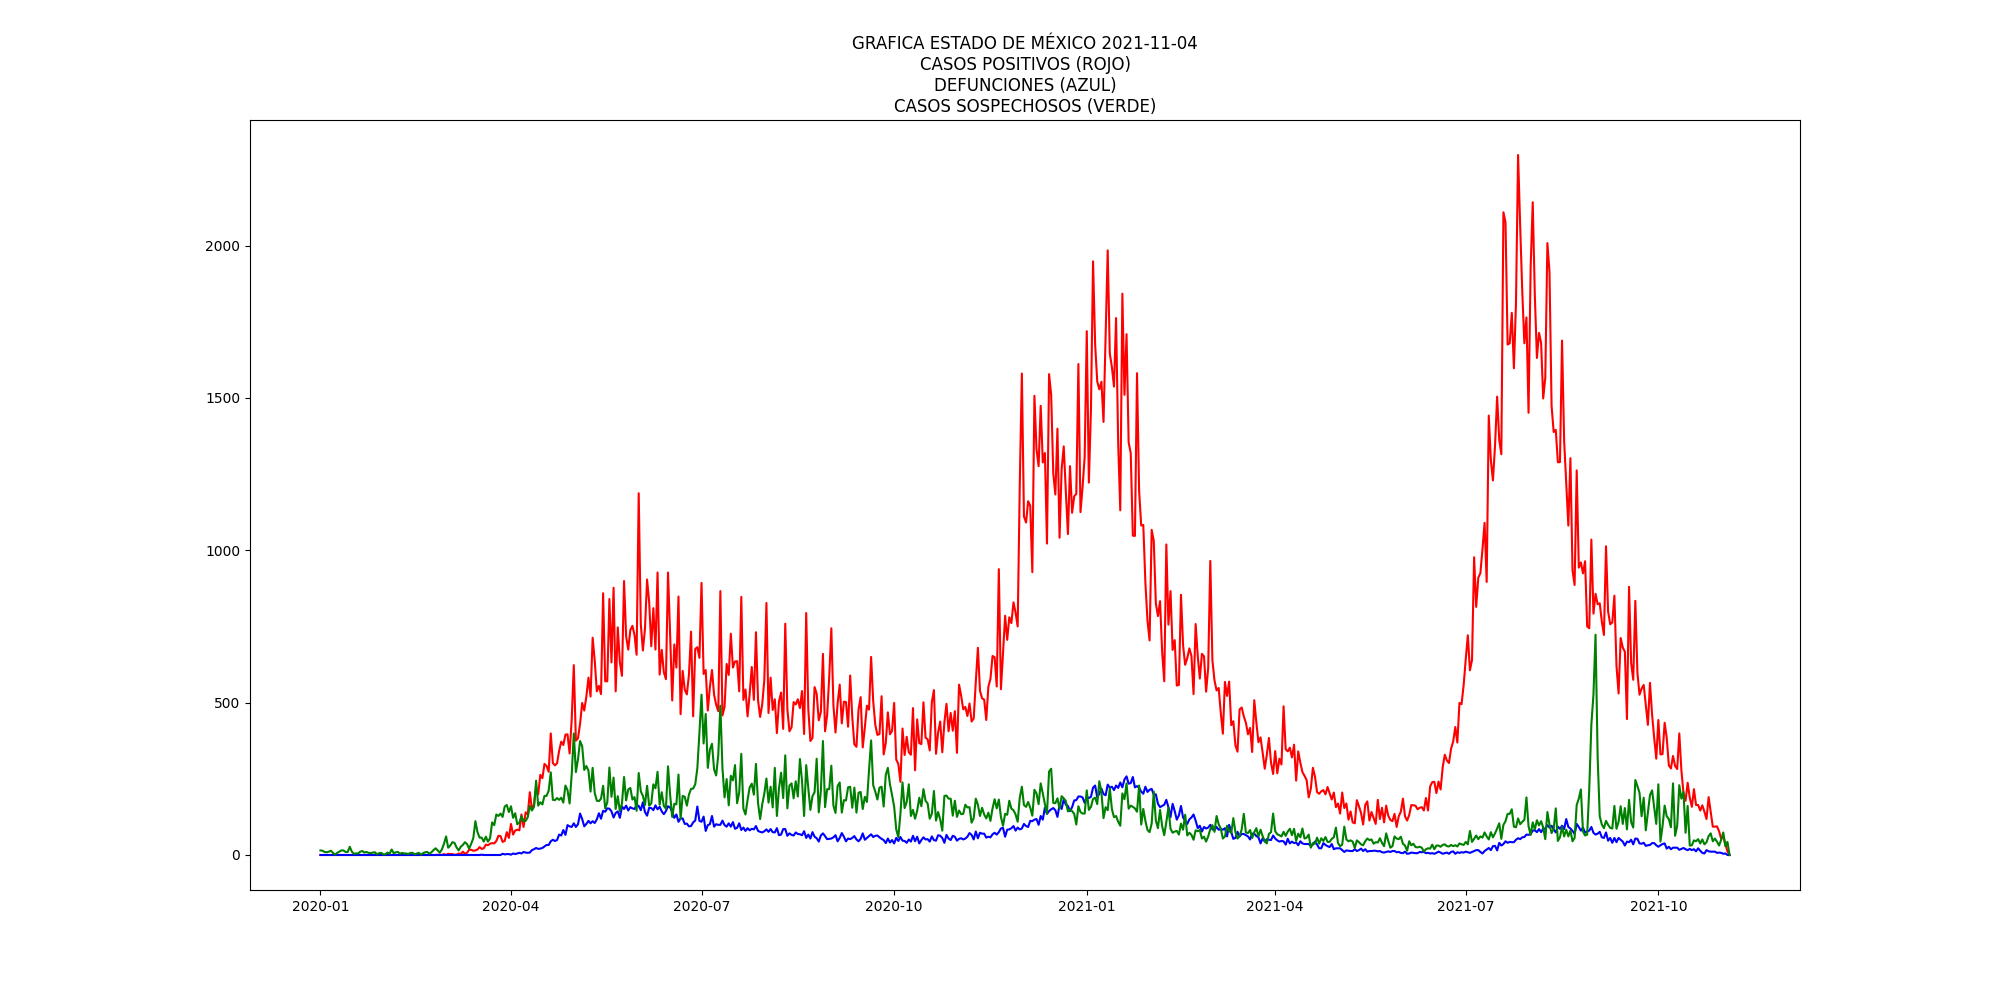 GRAFICA ESTADO DE MÉXICO 2021-11-04
CASOS POSITIVOS (ROJO)
DEFUNCIONES (AZUL)
CASOS SOSPECHOSOS (VERDE)
2000
1500
1000
500
0
2020-01 2020-04 2020-07 2020-10 2021-01 2021-04 2021-07 2021-10